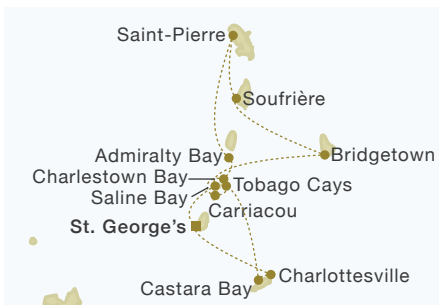 Saint-Pierre
Soufrière
Admiralty Bay
Bridgetown
Charlestown Bay
Tobago Cays
Saline Bay
Carriacou
St. George's
Charlottesville
Castara Bay